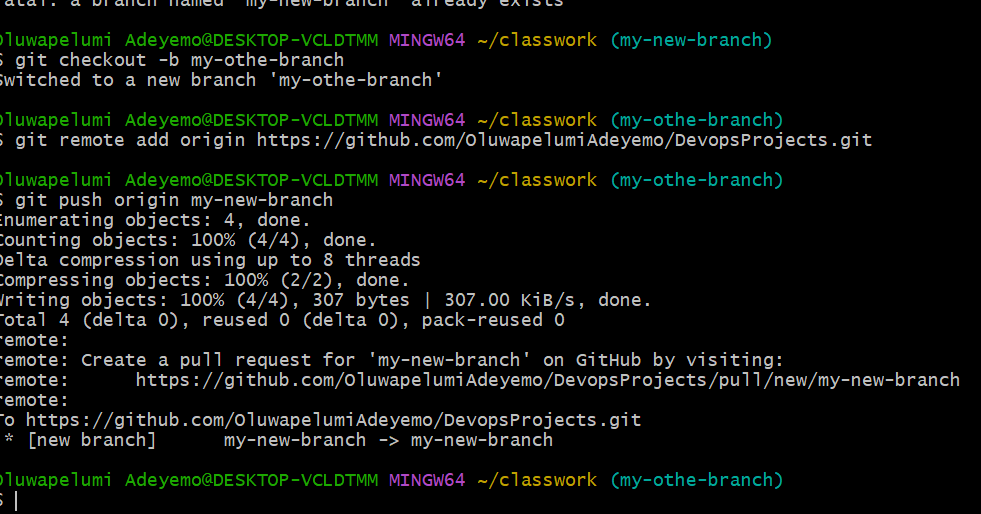 fatal: a branch named 'my-new-branch' already exists
Oluwapelumi Adeyemo@DESKTOP-VCLDTMM MINGW64 ~/classwork (my-new-branch)
$ git checkout -b my-othe-branch
Switched to a new branch 'my-othe-branch'
Oluwapelumi Adeyemo@DESKTOP-VCLDTMM MINGW64 ~/classwork (my-othe-branch)
$ git remote add origin https://github.com/OluwapelumiAdeyemo/DevopsProjects.git
Oluwapelumi Adeyemo@DESKTOP-VCLDTMM MINGW64 ~/classwork (my-othe-branch)
$ git push origin my-new-branch
Enumerating objects: 4, done.
Counting objects: 100% (4/4), done.
Delta compression using up to 8 threads
Compressing objects: 100% (2/2), done.
Writing objects: 100% (4/4), 307 bytes | 307.00 KiB/s, done.
Total 4 (delta 0), reused 0 (delta 0), pack-reused 0
remote:
remote: Create a pull request for 'my-new-branch' on GitHub by visiting:
remote:      https://github.com/OluwapelumiAdeyemo/DevopsProjects/pull/new/my-new-branch
remote:
To https://github.com/OluwapelumiAdeyemo/DevopsProjects.git
 * [new branch]      my-new-branch -> my-new-branch
Oluwapelumi Adeyemo@DESKTOP-VCLDTMM MINGW64 ~/classwork (my-othe-branch)
$